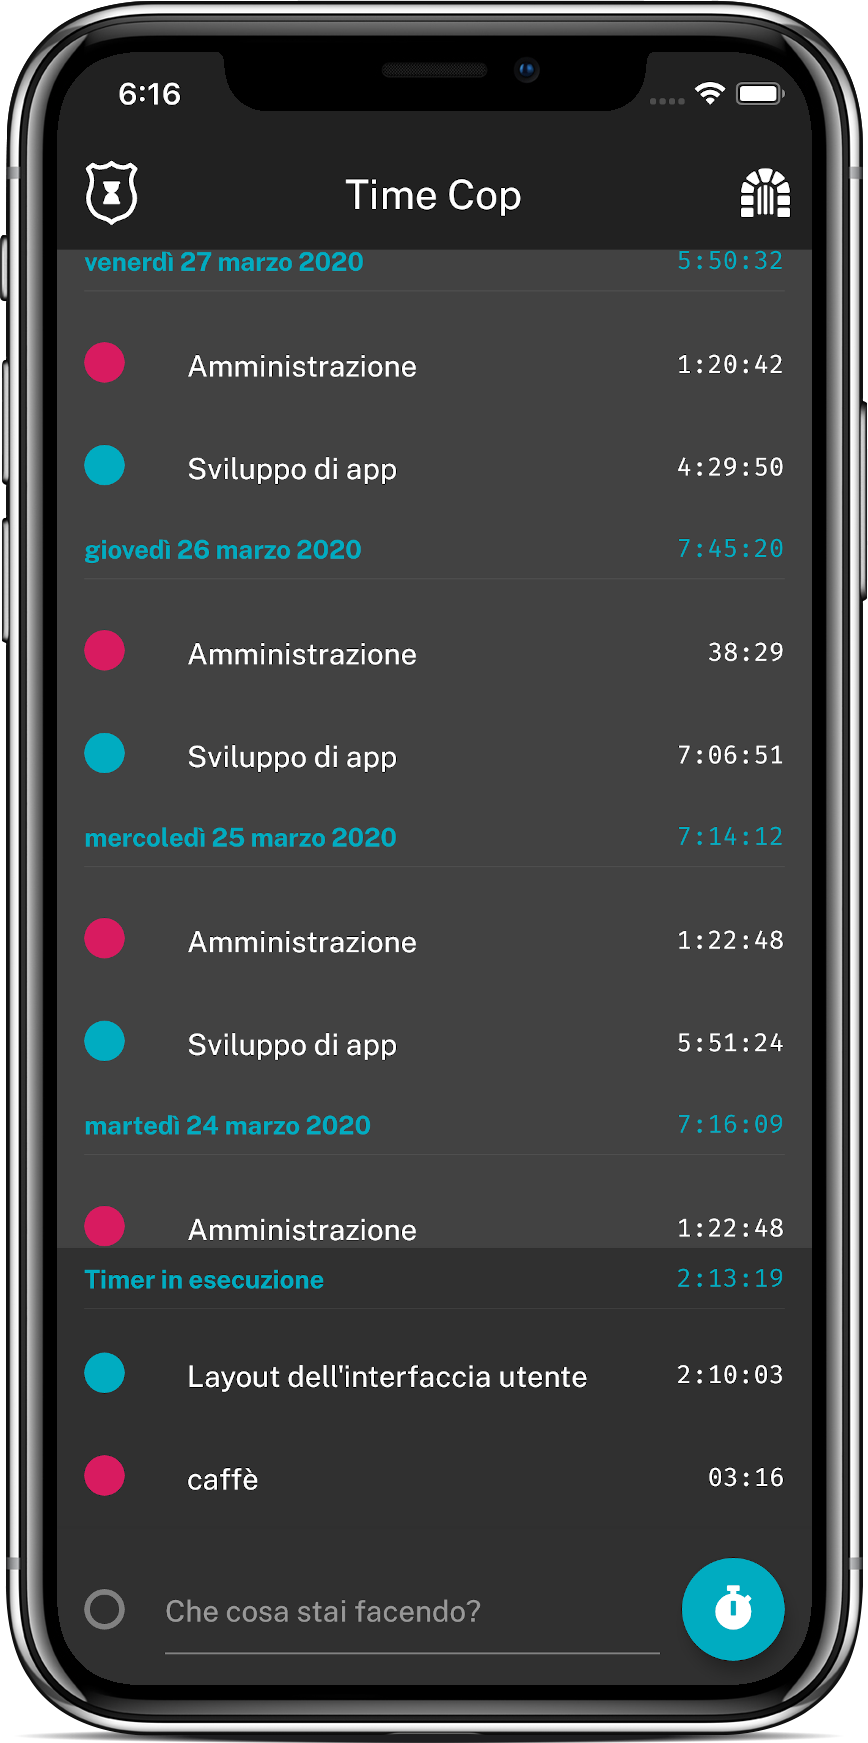 6:16
Time Cop
venerdì 27 marzo 2020 5:50:32
Amministrazione 1:20:42
Sviluppo di app 4:29:50
giovedì 26 marzo 2020 7:45:20
Amministrazione 38:29
Sviluppo di app 7:06:51
mercoledì 25 marzo 2020 7:14:12
Amministrazione 1:22:48
Sviluppo di app 5:51:24
martedì 24 marzo 2020 7:16:09
Amministrazione 1:22:48
Timer in esecuzione 2:13:19
Layout dell'interfaccia utente 2:10:03
caffè 03:16
Che cosa stai facendo?